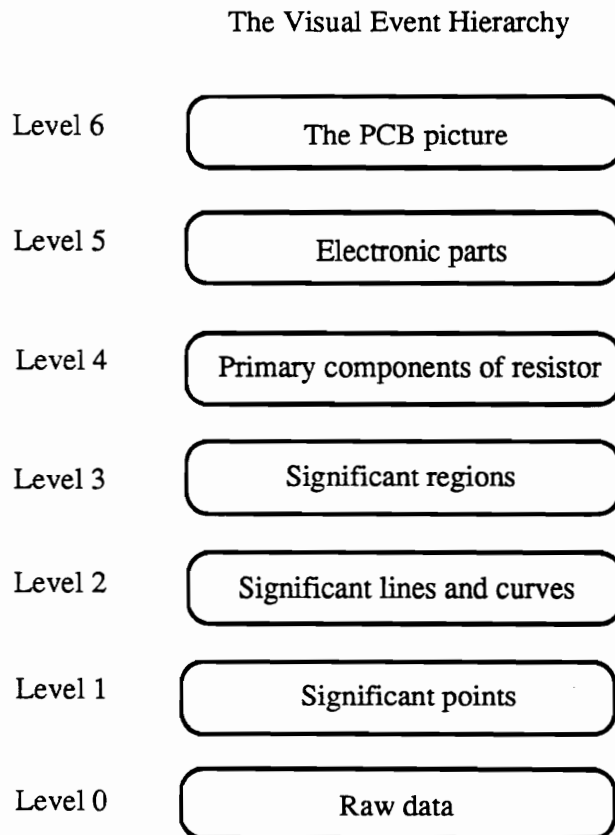 The Visual Event Hierarchy
Level 6 The PCB picture
Level 5 Electronic parts
Level 4 Primary components of resistor
Level 3 Significant regions
Level 2 Significant lines and curves
Level 1 Significant points
Level 0 Raw data